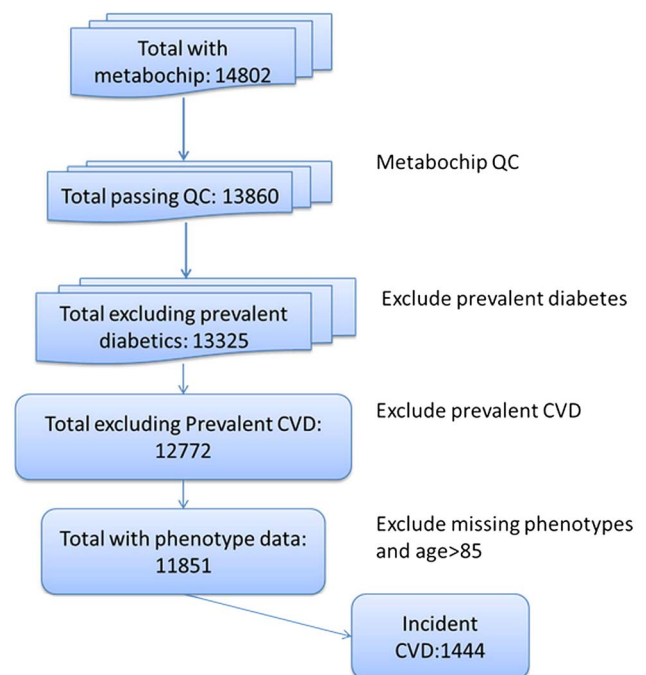 Total with
metabochip: 14802
Metabochip QC
Total passing QC: 13860
Exclude prevalent diabetes
Total excluding prevalent
diabetics: 13325
Exclude prevalent CVD
Total excluding Prevalent CVD:
12772
Exclude missing phenotypes
and age>85
Total with phenotype data:
11851
Incident
CVD:1444